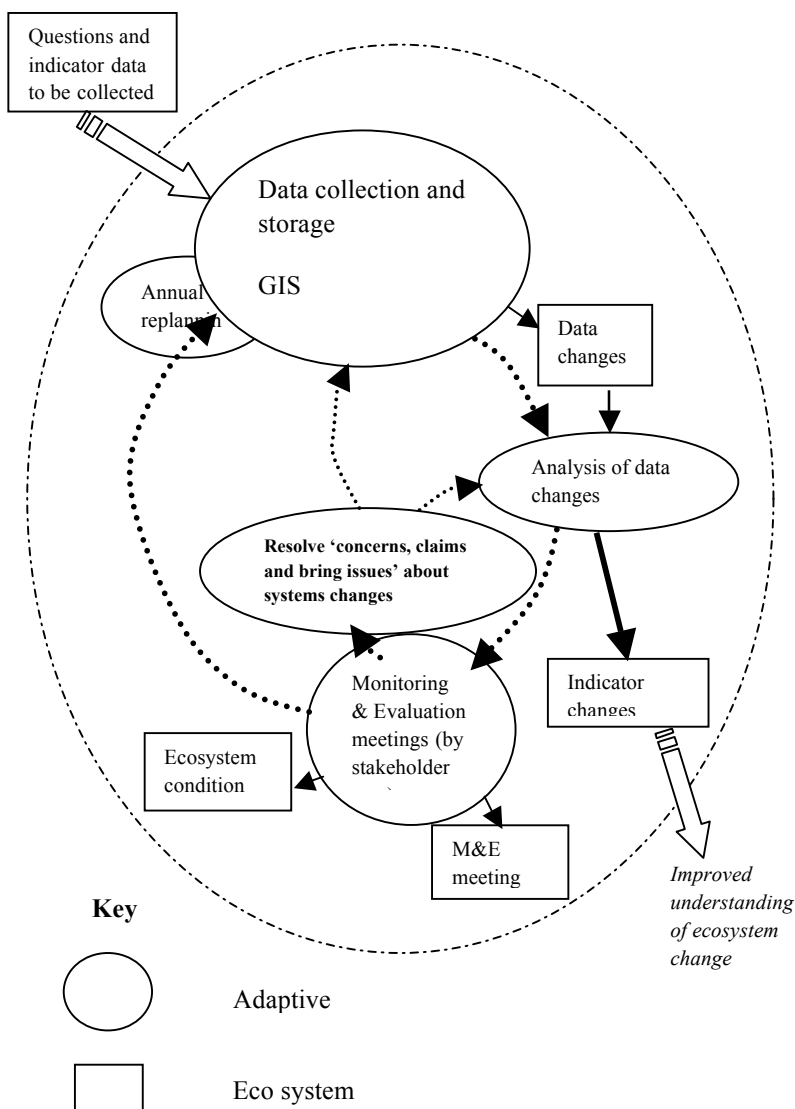 Questions and
indicator data
to be collected
Data collection and
storage
GIS
Annual
replannin
Data
changes
Analysis of data
changes
Resolve ‘concerns, claims
and bring issues’ about
systems changes
Monitoring
& Evaluation
meetings (by
stakeholder
Indicator
changes
Ecosystem
condition
M&E
meeting
Improved
understanding
of ecosystem
change
Key
Adaptive
Eco system